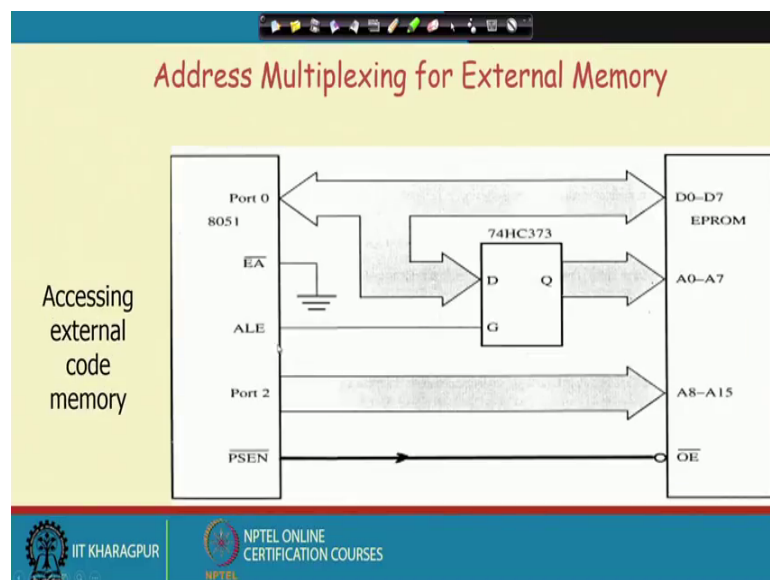 Address Multiplexing for External Memory
Port 0
8051
D0–D7
EPROM
74HC373
EA
D
Q
A0–A7
Accessing
external
code
memory
ALE
G
Port 2
A8–A15
PSEN
OE
IIT KHARAGPUR
NPTEL
NPTEL ONLINE
CERTIFICATION COURSES